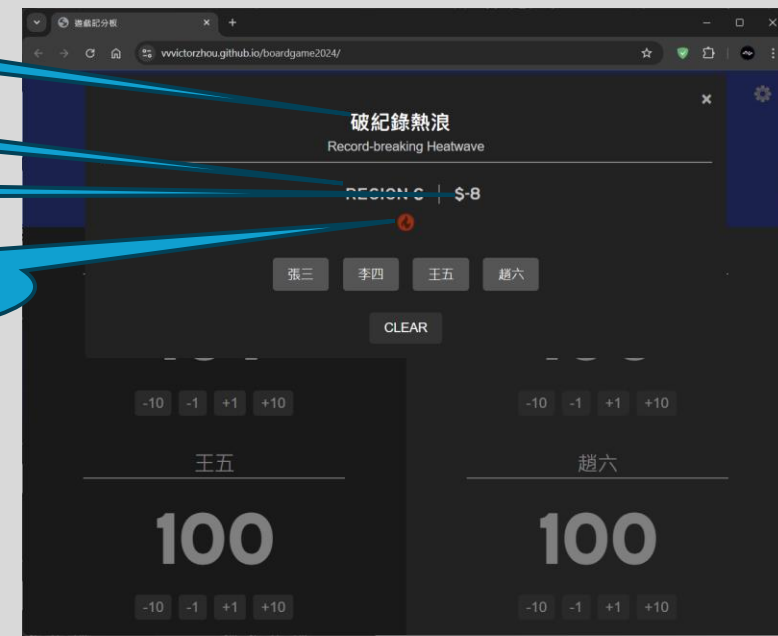 遊戲記分板
vvvictorzhou.github.io/boardgame2024/
破紀錄熱浪
Record-breaking Heatwave
REGION C | $-8
張三 李四 王五 趙六
CLEAR
-10 -1 +1 +10 -10 -1 +1 +10
王五 趙六
100 100
-10 -1 +1 +10 -10 -1 +1 +10